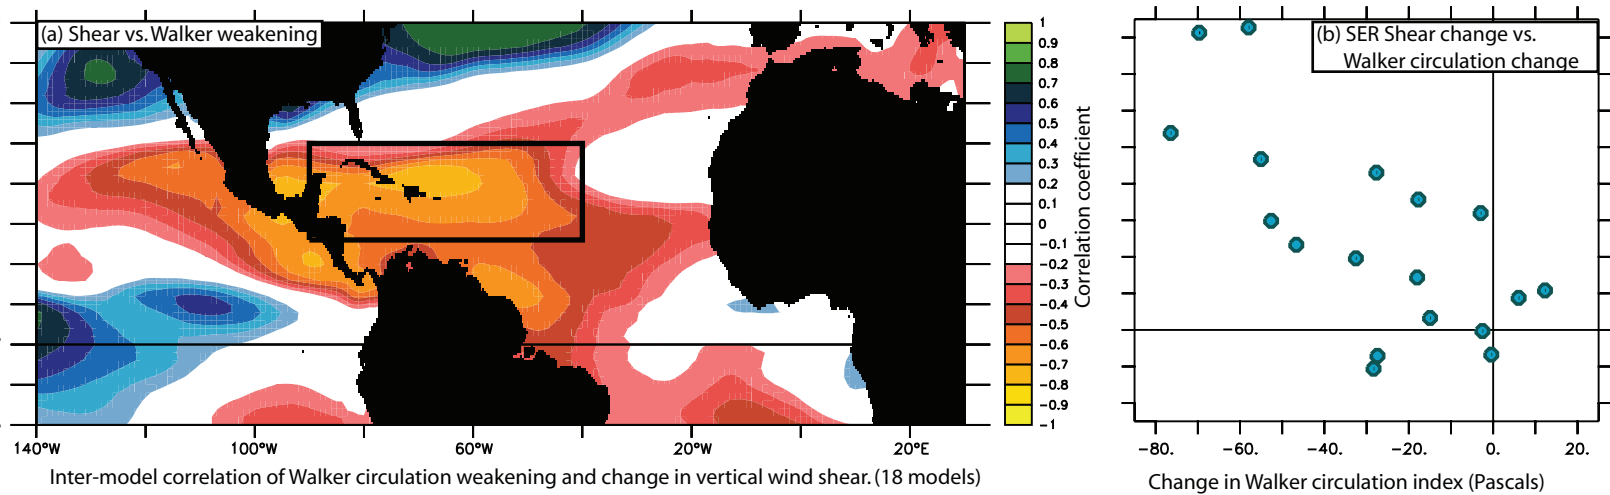 (a) Shear vs. Walker weakening
140°W
100°W
60°W
20°W
20°E
Inter-model correlation of Walker circulation weakening and change in vertical wind shear. (18 models)
1
0.9
0.8
0.7
0.6
0.5
0.4
0.3
0.2
0.1
0
-0.1
-0.2
-0.3
-0.4
-0.5
-0.6
-0.7
-0.8
-0.9
-1
Correlation coefficient
(b) SER Shear change vs.
Walker circulation change
-80.
-60.
-40.
-20.
0.
20.
Change in Walker circulation index (Pascals)